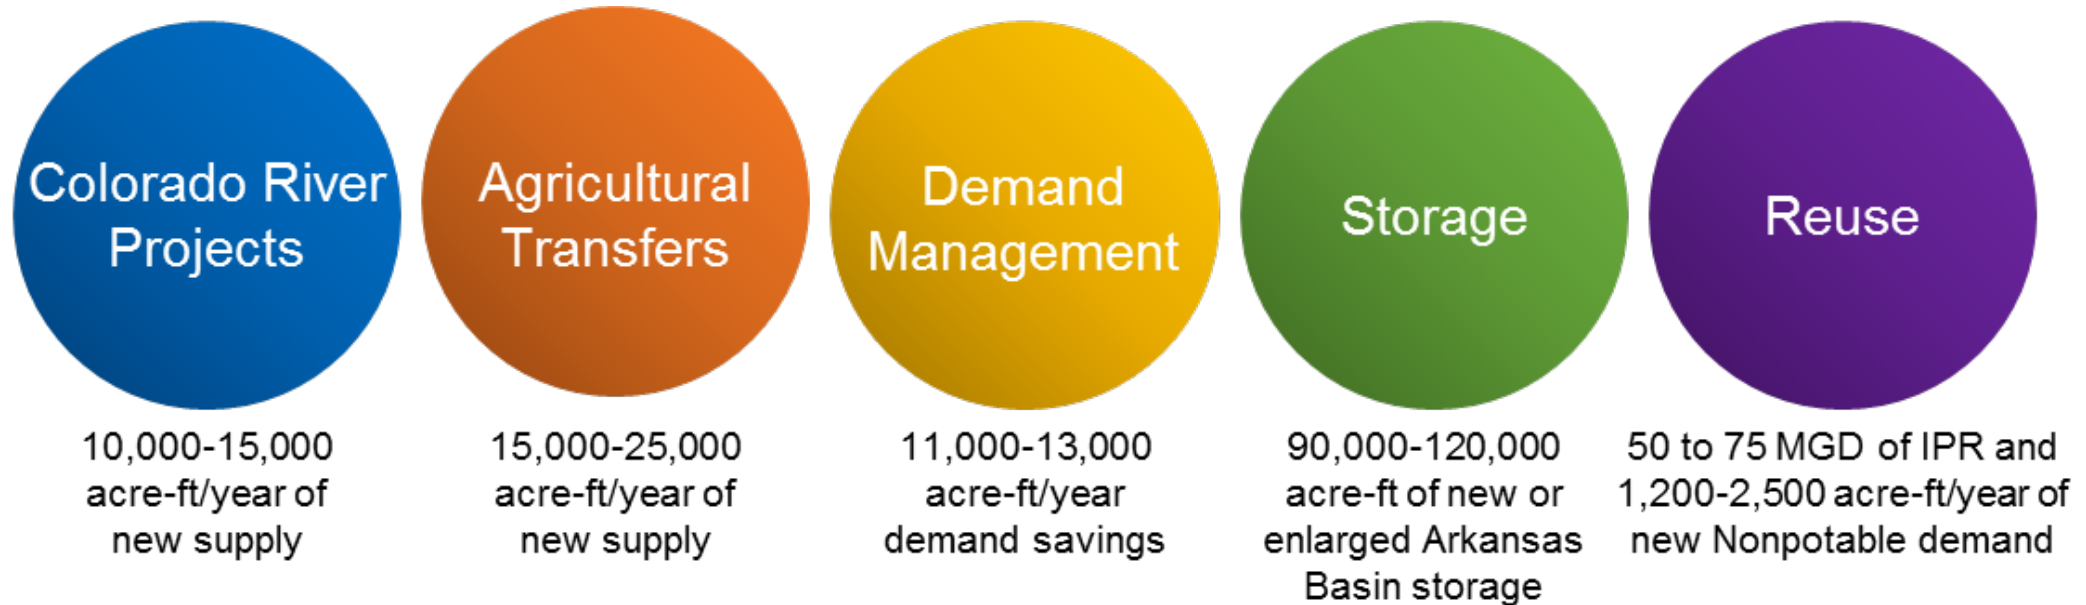 Colorado River
Projects
10,000-15,000
acre-ft/year of
new supply
Agricultural
Transfers
15,000-25,000
acre-ft/year of
new supply
Demand
Management
11,000-13,000
acre-ft/year
demand savings
Storage
90,000-120,000
acre-ft of new or
enlarged Arkansas
Basin storage
Reuse
50 to 75 MGD of IPR and
1,200-2,500 acre-ft/year of
new Nonpotable demand